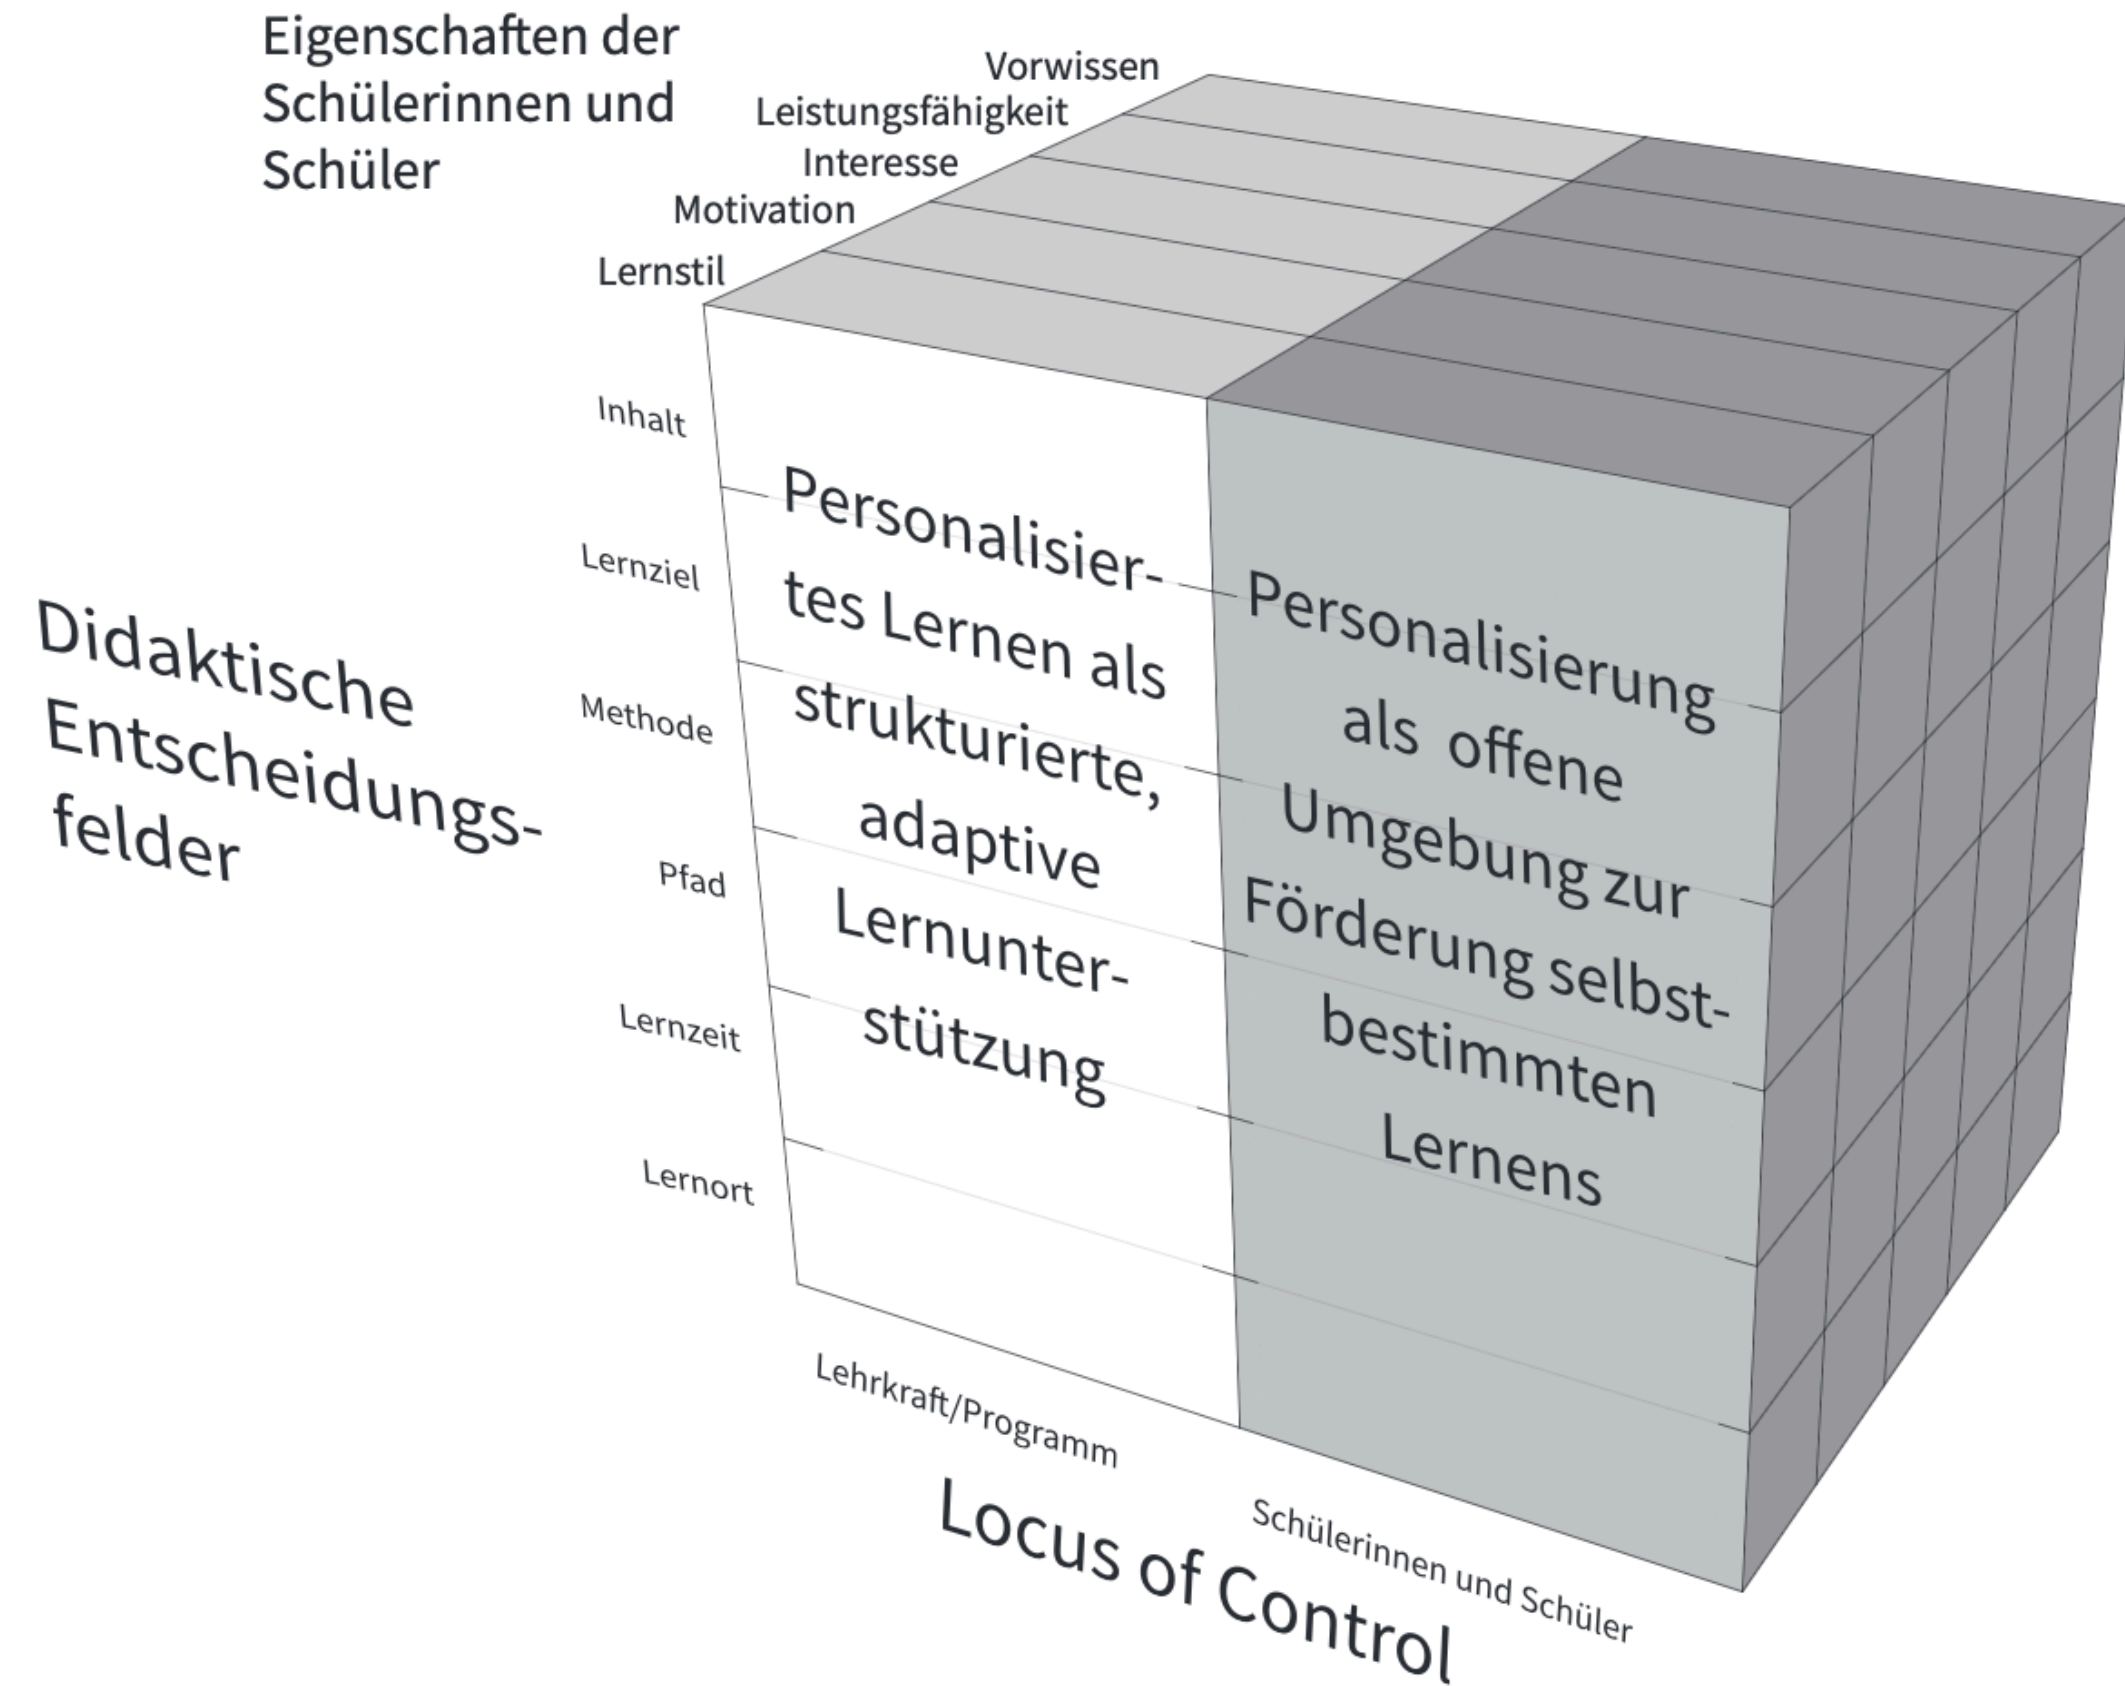 Eigenschaften der
Schülerinnen und
Schüler
Vorwissen
Leistungsfähigkeit
Interesse
Motivation
Lernstil
Didaktische
Entscheidungs-
felder
Inhalt
Lernziel
Methode
Pfad
Lernzeit
Lernort
Personalisier-
tes Lernen als
strukturierte,
adaptive
Lernunter-
stützung
Personalisierung
als offene
Umgebung zur
Förderung selbst-
bestimmten
Lernens
Lehrkraft/Programm
Schülerinnen und Schüler
Locus of Control